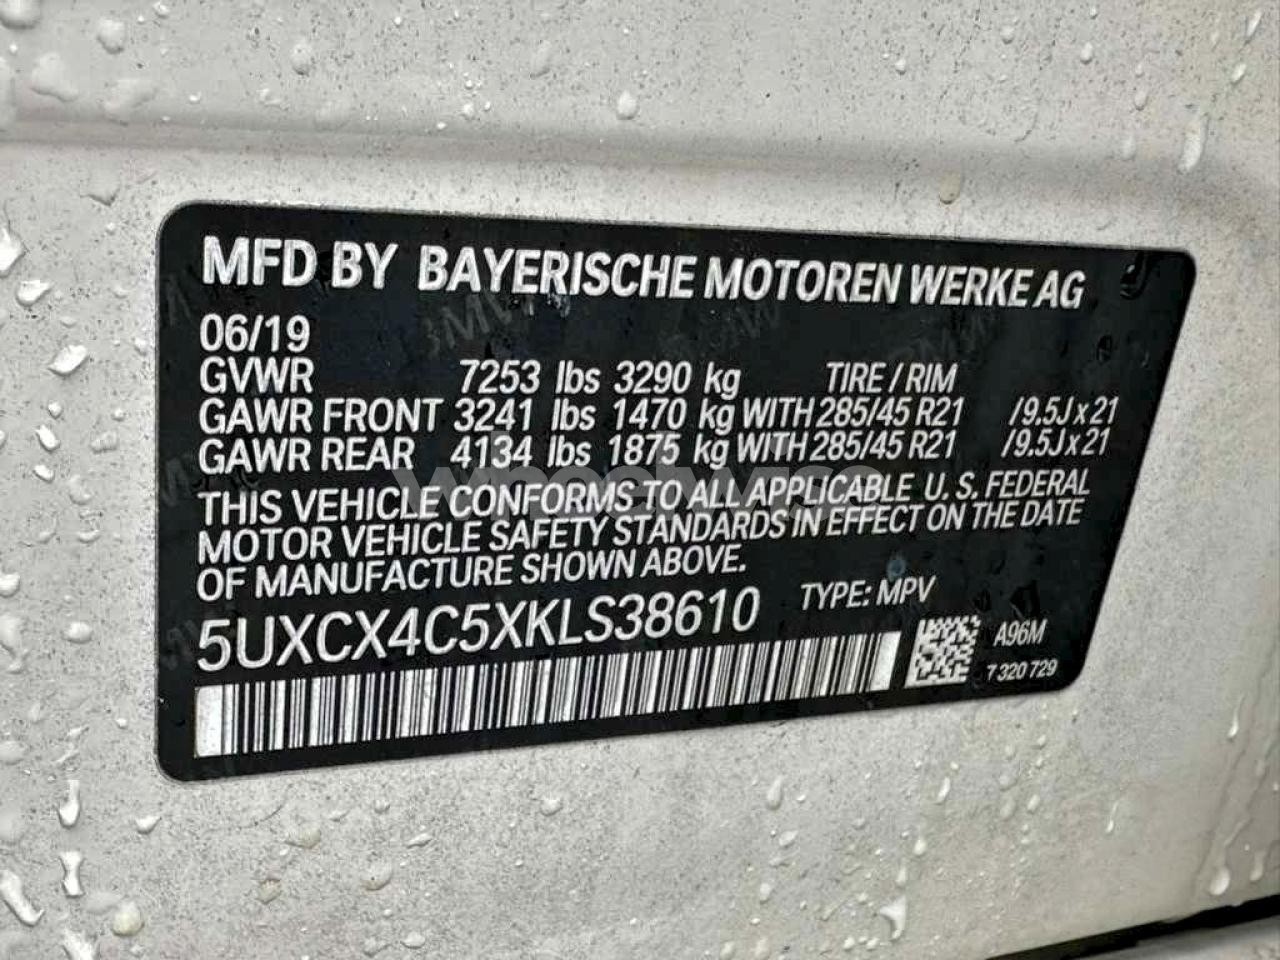 MFD BY BAYERISCHE MOTOREN WERKE AG
06/19
GVWR 7253 lbs 3290 kg TIRE / RIM
GAWR FRONT 3241 lbs 1470 kg WITH 285/45 R21 /9.5J x 21
GAWR REAR 4134 lbs 1875 kg WITH 285/45 R21 /9.5J x 21
THIS VEHICLE CONFORMS TO ALL APPLICABLE U. S. FEDERAL
MOTOR VEHICLE SAFETY STANDARDS IN EFFECT ON THE DATE
OF MANUFACTURE SHOWN ABOVE.
5UXCX4C5XKLS38610 TYPE: MPV
A96M
7 320 729